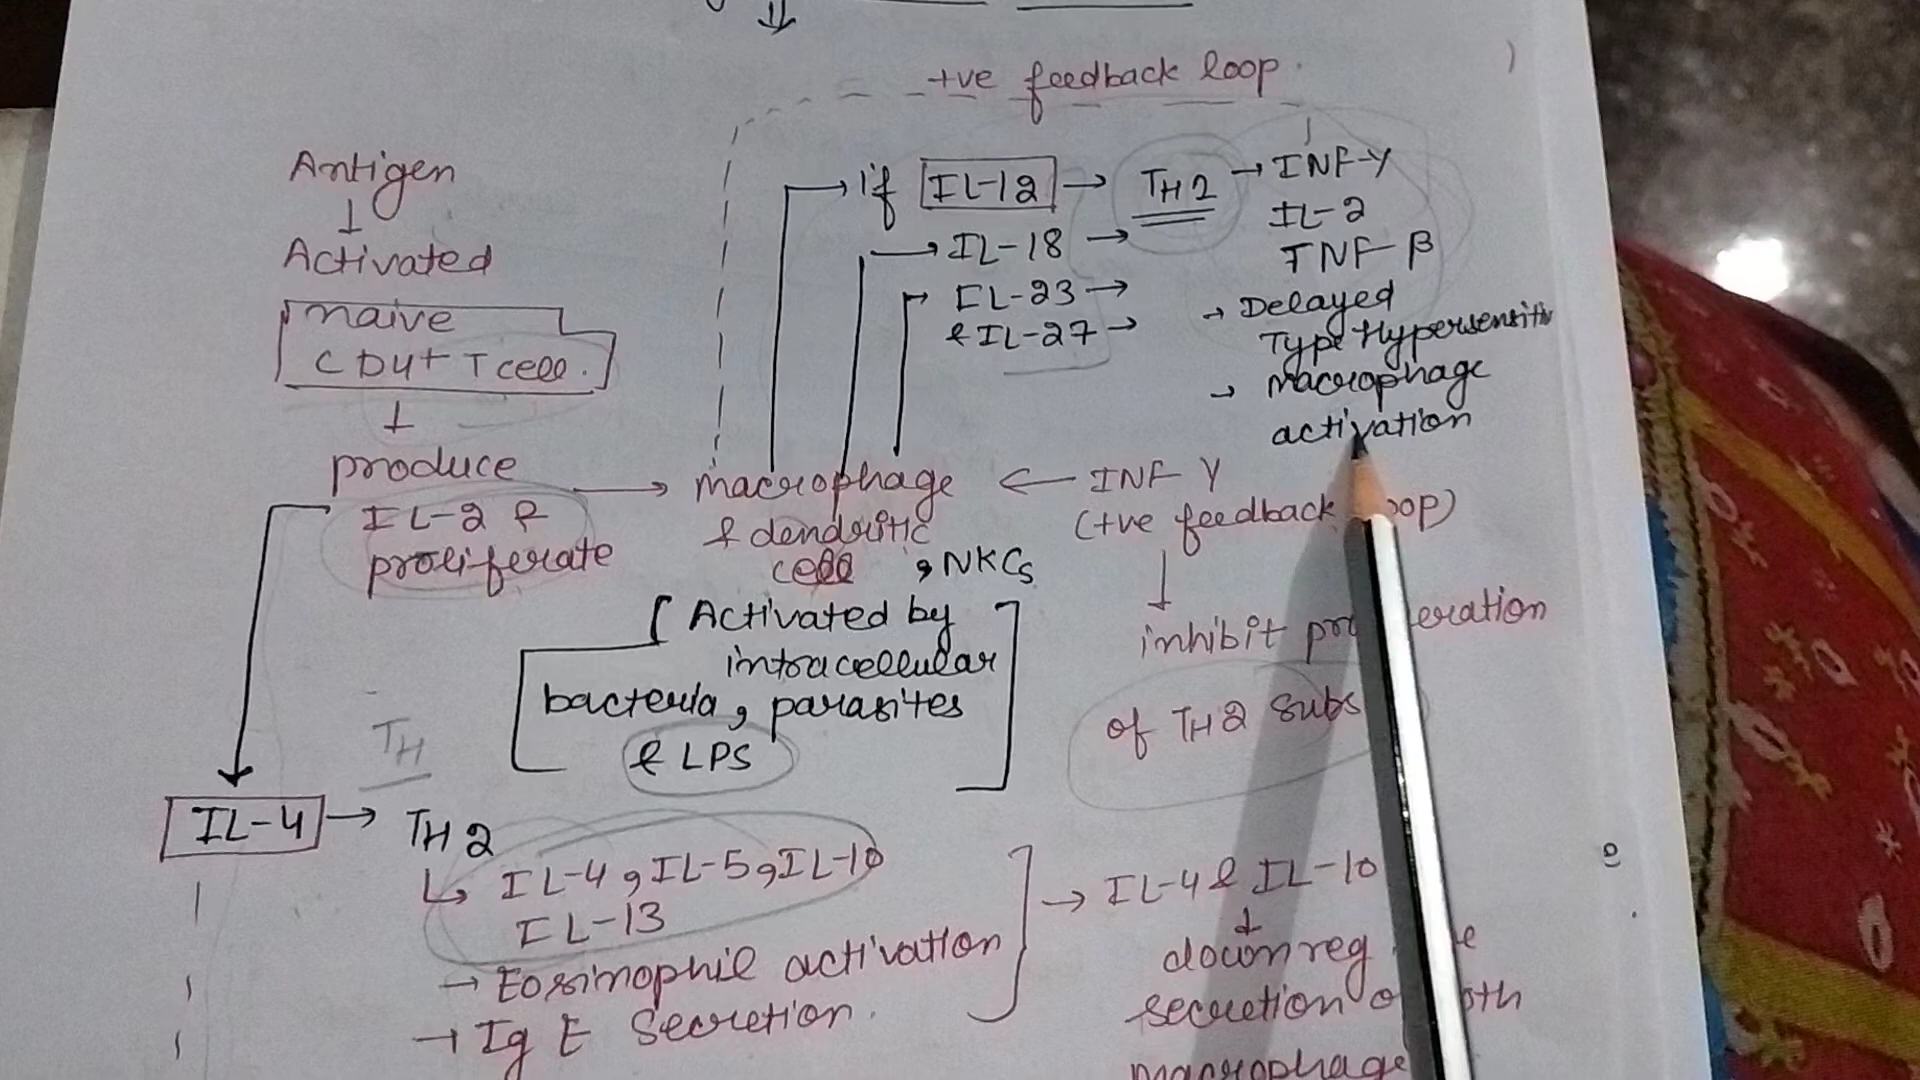 +ve feedback loop
Antigen
Activated
naive
CD4+ T cell.
produce
IL-2 &
proliferate
if IL-12 → TH2 → INF-γ
IL-2
TNF-β
→ IL-18 →
IL-23 →
& IL-27 →
→ Delayed
Type Hypersensitiv
→ macrophage
activation
→ macrophage ← INF γ
& dendritic
cell , NKCs
(+ve feedback oop)
inhibit pro eration
of TH2 subs
[Activated by
intracellular
bacteria, parasites
& LPS]
TH
IL-4 → TH2
↳ IL-4, IL-5, IL-10
IL-13
→ Eosinophil activation
→ Ig E Secretion.
→ IL-4 & IL-10
↓
downreg e
secretion o oth
macrophage